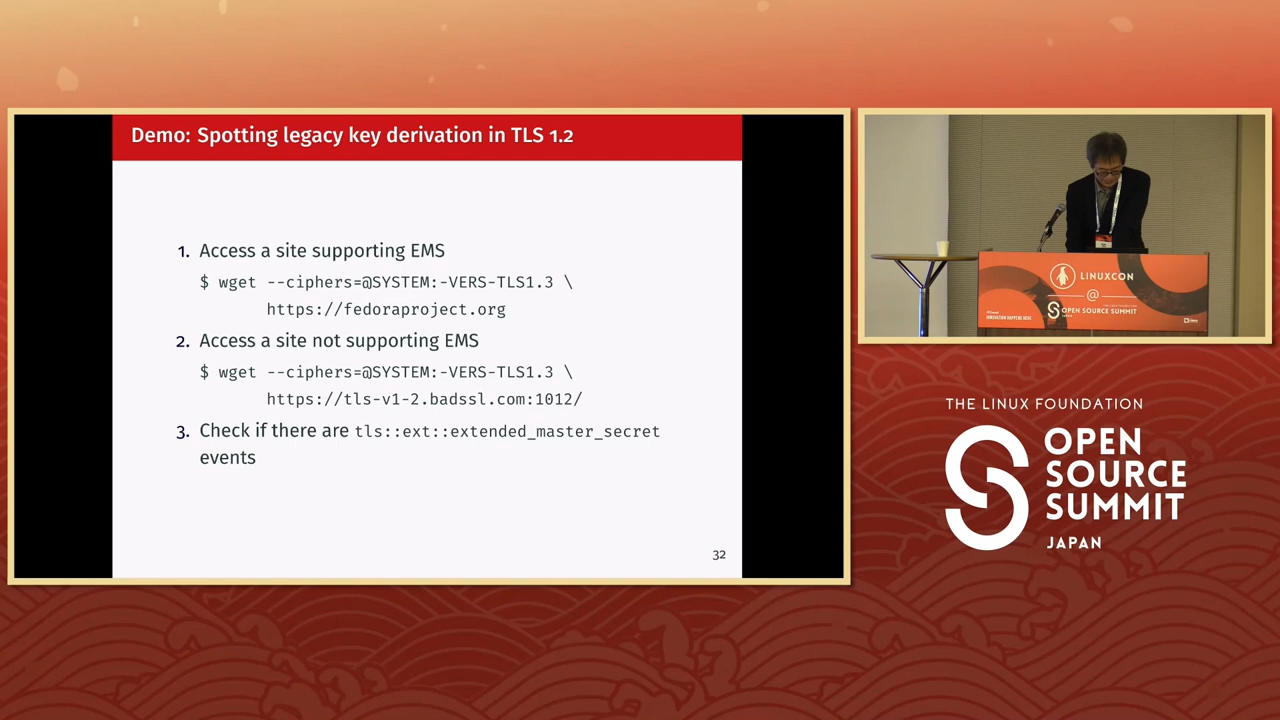 Demo: Spotting legacy key derivation in TLS 1.2
1. Access a site supporting EMS
$ wget --ciphers=@SYSTEM:-VERS-TLS1.3 \
https://fedoraproject.org
2. Access a site not supporting EMS
$ wget --ciphers=@SYSTEM:-VERS-TLS1.3 \
https://tls-v1-2.badssl.com:1012/
3. Check if there are tls::ext::extended_master_secret
events
32
LINUXCON
@
OPEN SOURCE SUMMIT
THE LINUX FOUNDATION
OPEN
SOURCE
SUMMIT
JAPAN